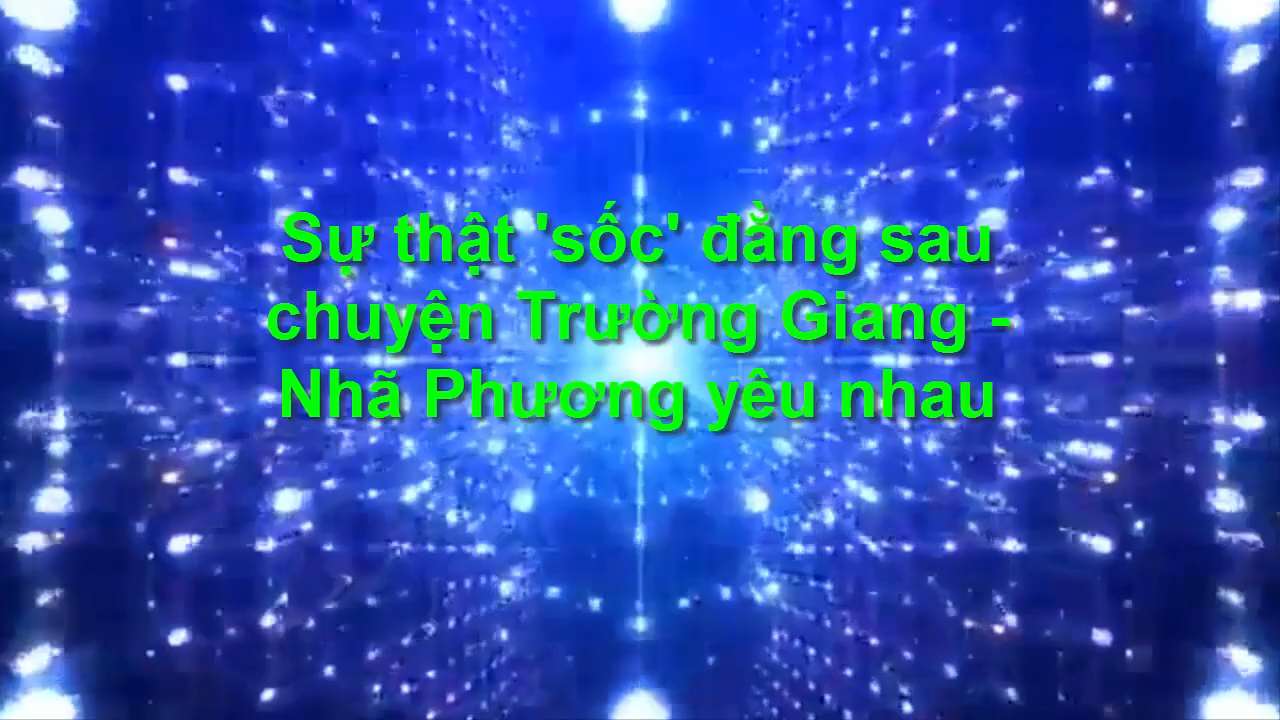 Sự thật 'sốc' đằng sau
chuyện Trường Giang -
Nhã Phương yêu nhau